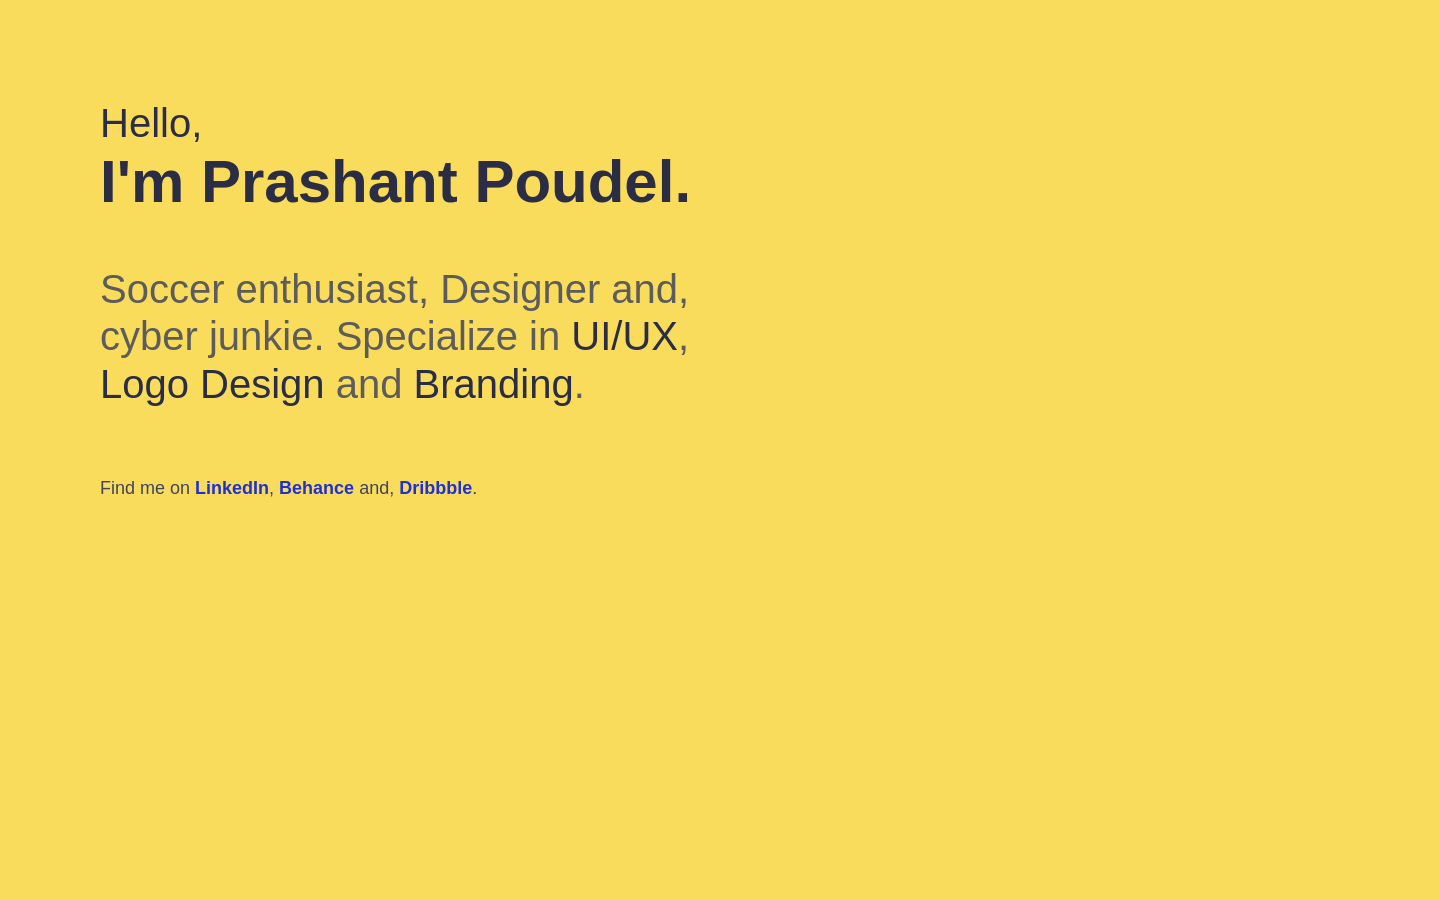 Hello,
I'm Prashant Poudel.
Soccer enthusiast, Designer and,
cyber junkie. Specialize in UI/UX,
Logo Design and Branding.
Find me on LinkedIn, Behance and, Dribbble.